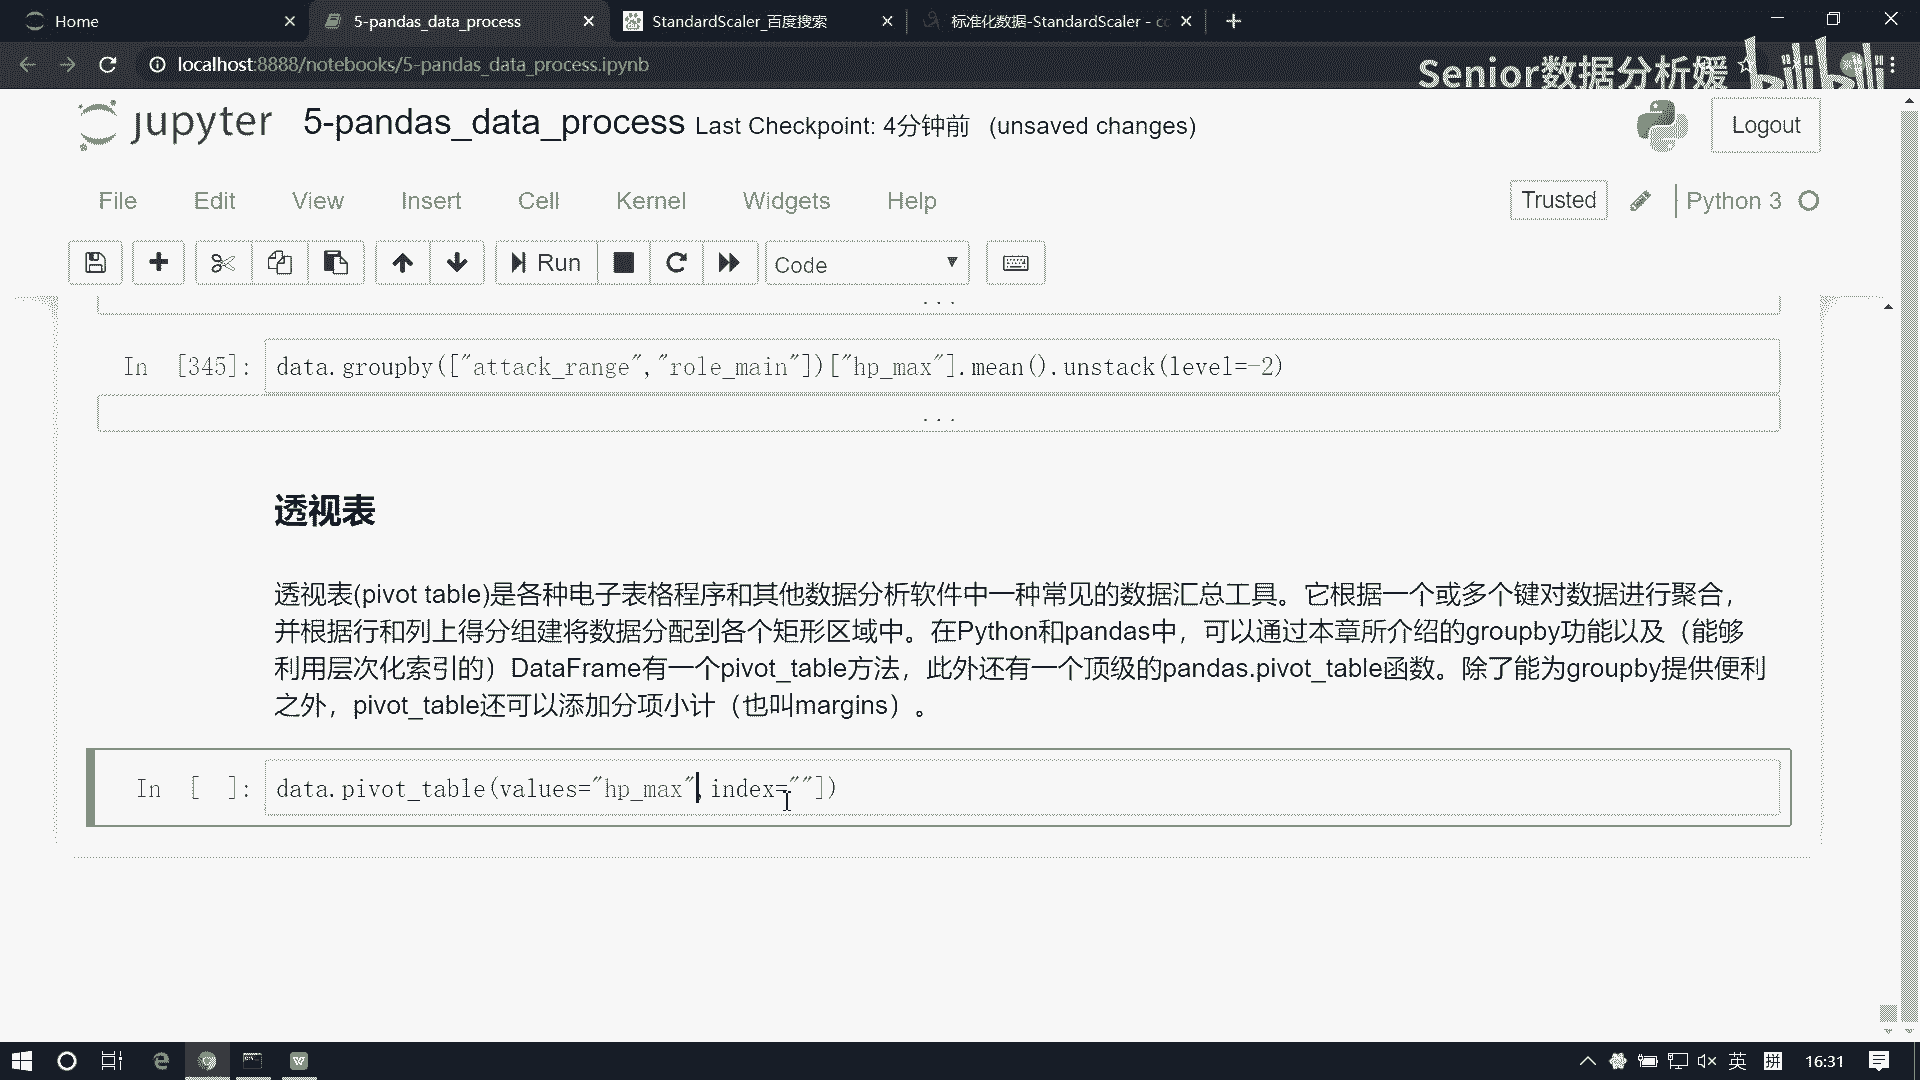 Home
5-pandas_data_process
StandardScaler_百度搜索
标准化数据-StandardScaler - cc
localhost:8888/notebooks/5-pandas_data_process.ipynb
Senior数据分析媛
bilibili
jupyter 5-pandas_data_process Last Checkpoint: 4分钟前 (unsaved changes)
Logout
File Edit View Insert Cell Kernel Widgets Help
Trusted Python 3
Run Code
...
In [345]: data.groupby(["attack_range","role_main"])["hp_max"].mean().unstack(level=-2)
...
透视表
透视表(pivot table)是各种电子表格程序和其他数据分析软件中一种常见的数据汇总工具。它根据一个或多个键对数据进行聚合，
并根据行和列上得分组建将数据分配到各个矩形区域中。在Python和pandas中，可以通过本章所介绍的groupby功能以及（能够
利用层次化索引的）DataFrame有一个pivot_table方法，此外还有一个顶级的pandas.pivot_table函数。除了能为groupby提供便利
之外，pivot_table还可以添加分项小计（也叫margins）。
In [ ]: data.pivot_table(values="hp_max",index=""])
英 拼 16:31